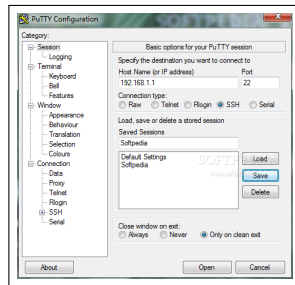 PuTTY Configuration
Category:
Session
Logging
Terminal
Keyboard
Bell
Features
Window
Appearance
Behaviour
Translation
Selection
Colours
Connection
Data
Proxy
Telnet
Rlogin
SSH
Serial
Basic options for your PuTTY session
Specify the destination you want to connect to
Host Name (or IP address) Port
192.168.1.1 22
Connection type:
Raw Telnet Rlogin SSH Serial
Load, save or delete a stored session
Saved Sessions
Softpedia
Default Settings
Softpedia
Load
Save
Delete
Close window on exit:
Always Never Only on clean exit
About Open Cancel